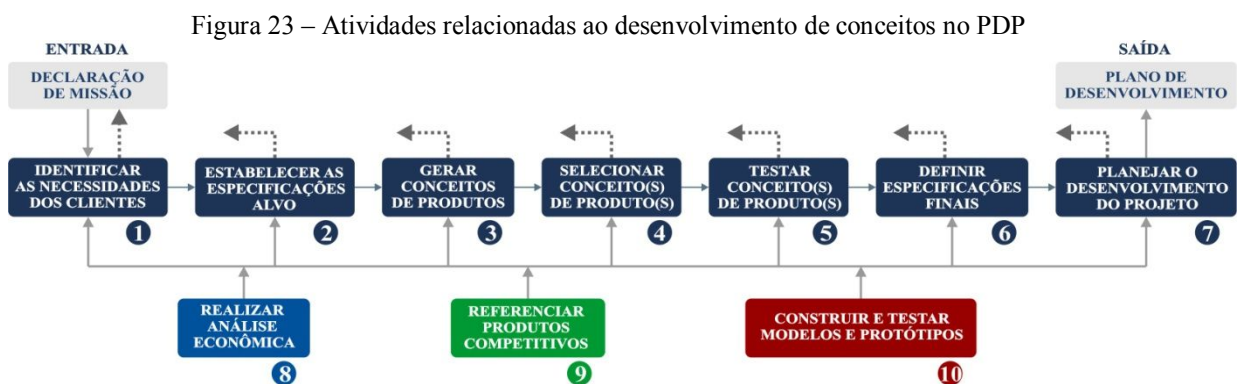 Figura 23 – Atividades relacionadas ao desenvolvimento de conceitos no PDP
ENTRADA
DECLARAÇÃO
DE MISSÃO
SAÍDA
PLANO DE
DESENVOLVIMENTO
IDENTIFICAR
AS NECESSIDADES
DOS CLIENTES
1
ESTABELECER AS
ESPECIFICAÇÕES
ALVO
2
GERAR
CONCEITOS
DE PRODUTOS
3
SELECIONAR
CONCEITO(S)
DE PRODUTO(S)
4
TESTAR
CONCEITO(S)
DE PRODUTO(S)
5
DEFINIR
ESPECIFICAÇÕES
FINAIS
6
PLANEJAR O
DESENVOLVIMENTO
DO PROJETO
7
REALIZAR
ANÁLISE
ECONÔMICA
8
REFERENCIAR
PRODUTOS
COMPETITIVOS
9
CONSTRUIR E TESTAR
MODELOS E PROTÓTIPOS
10